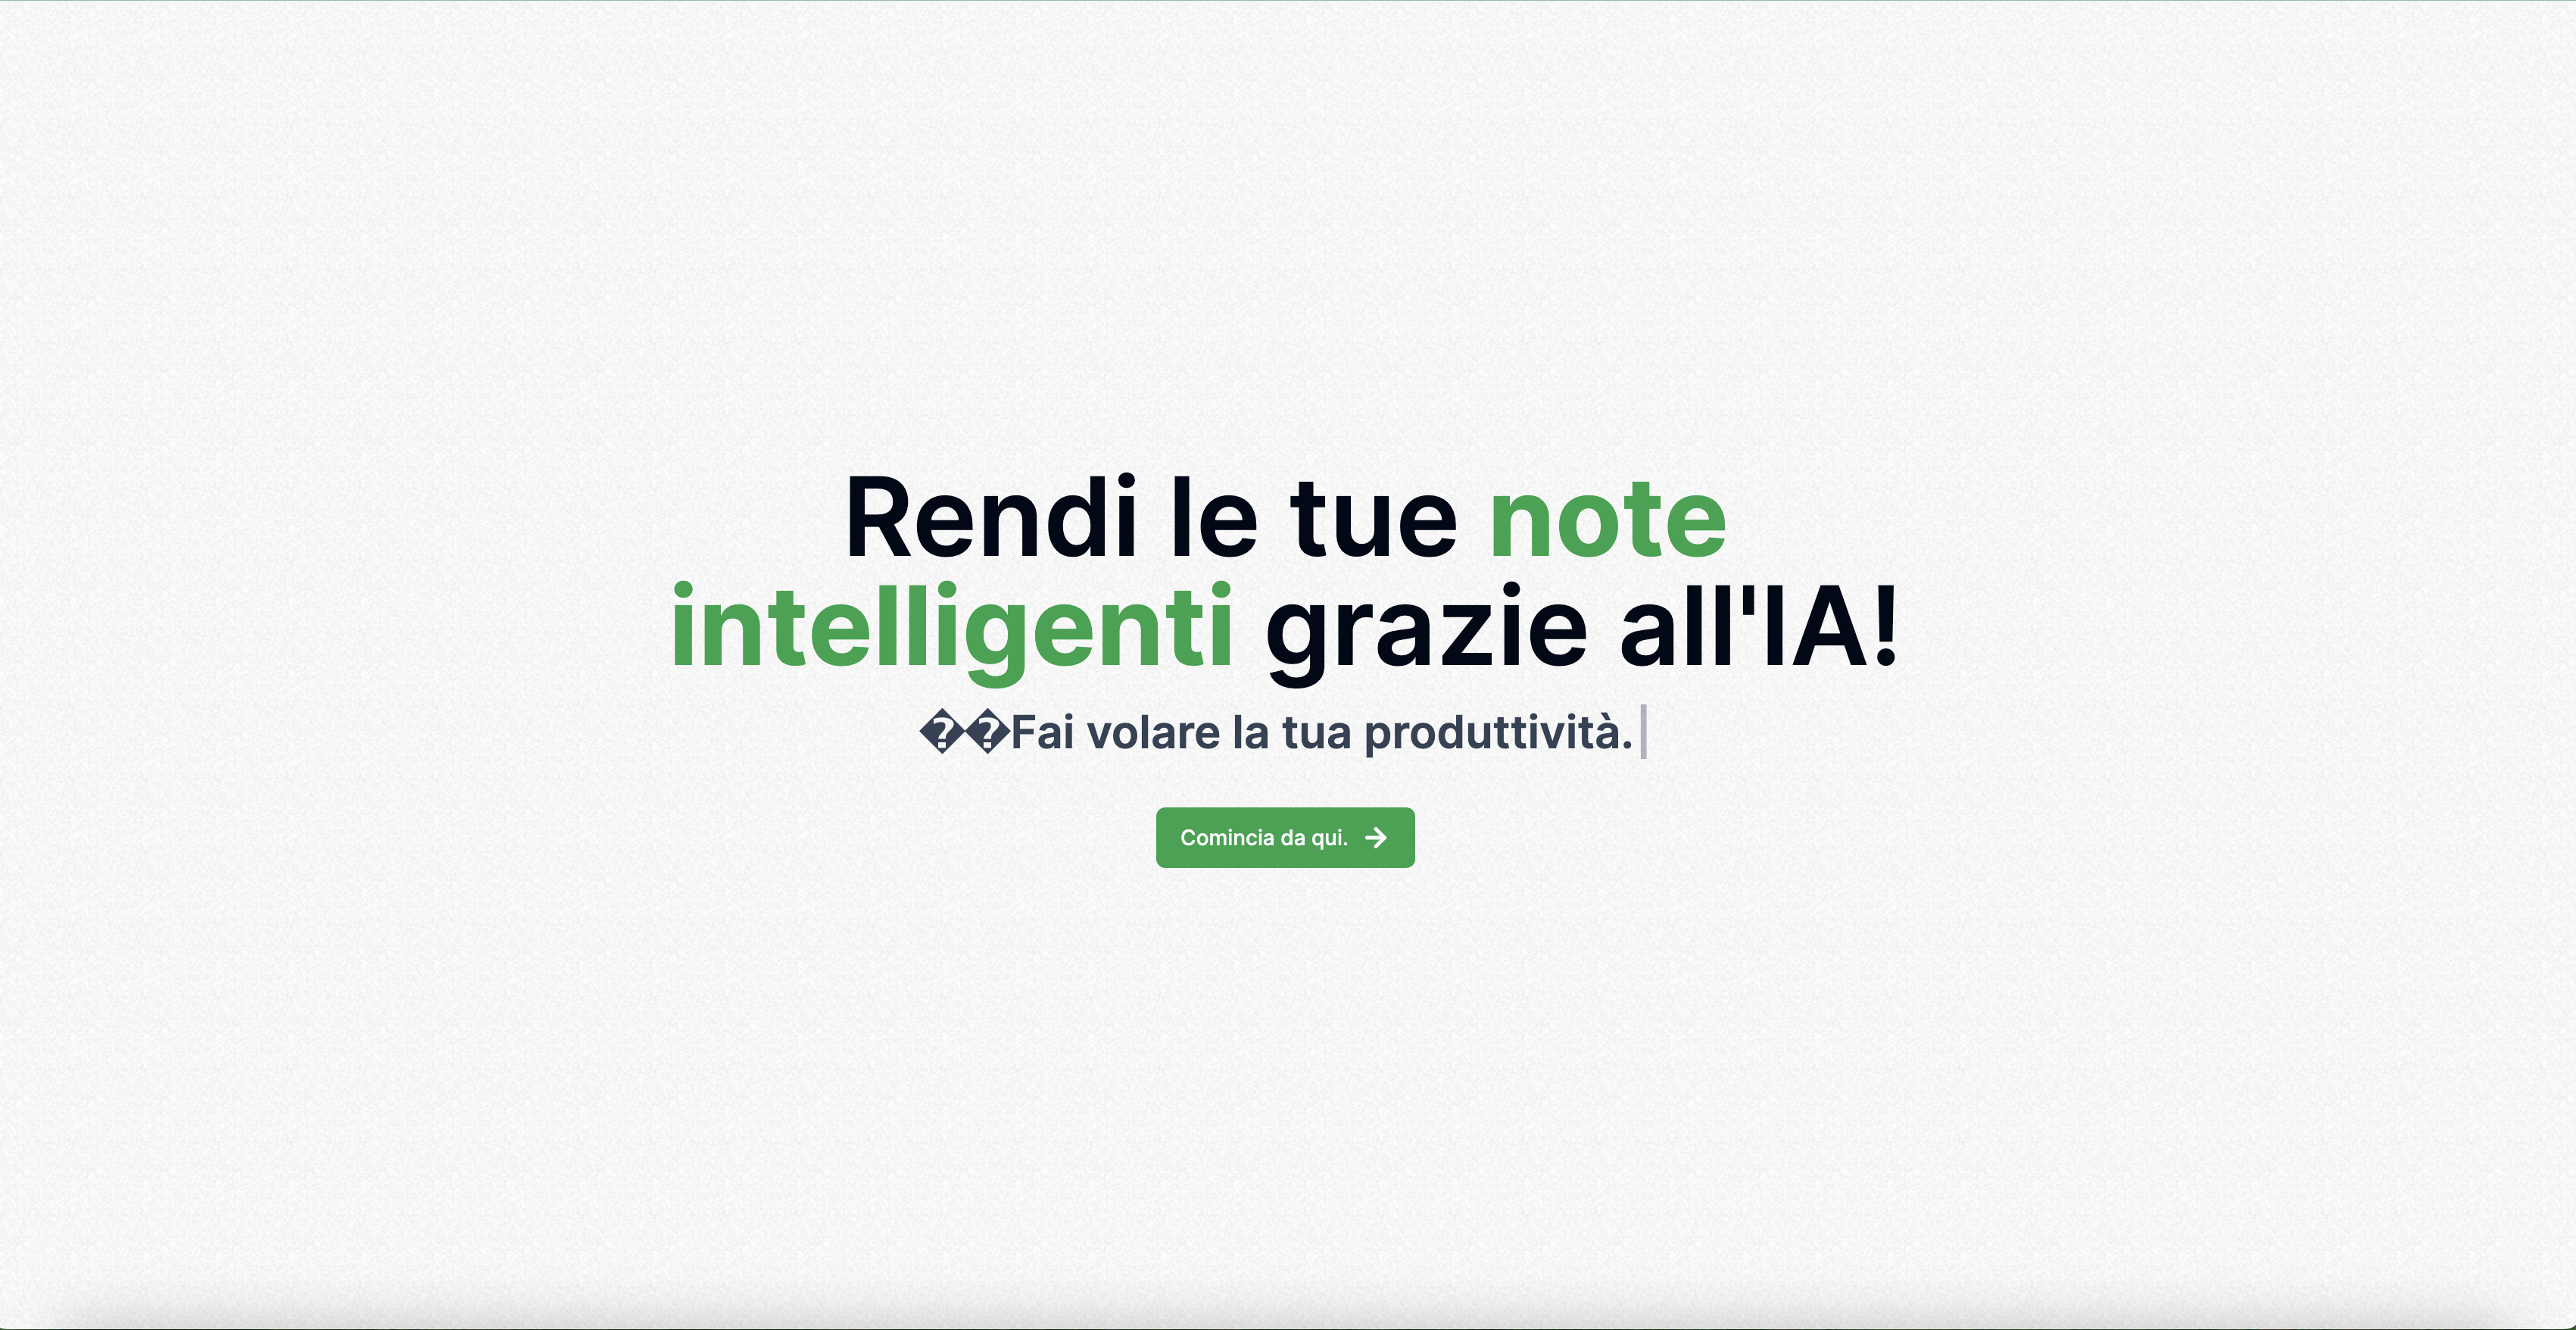 Rendi le tue note
intelligenti grazie all'IA!
��Fai volare la tua produttività.
Comincia da qui.